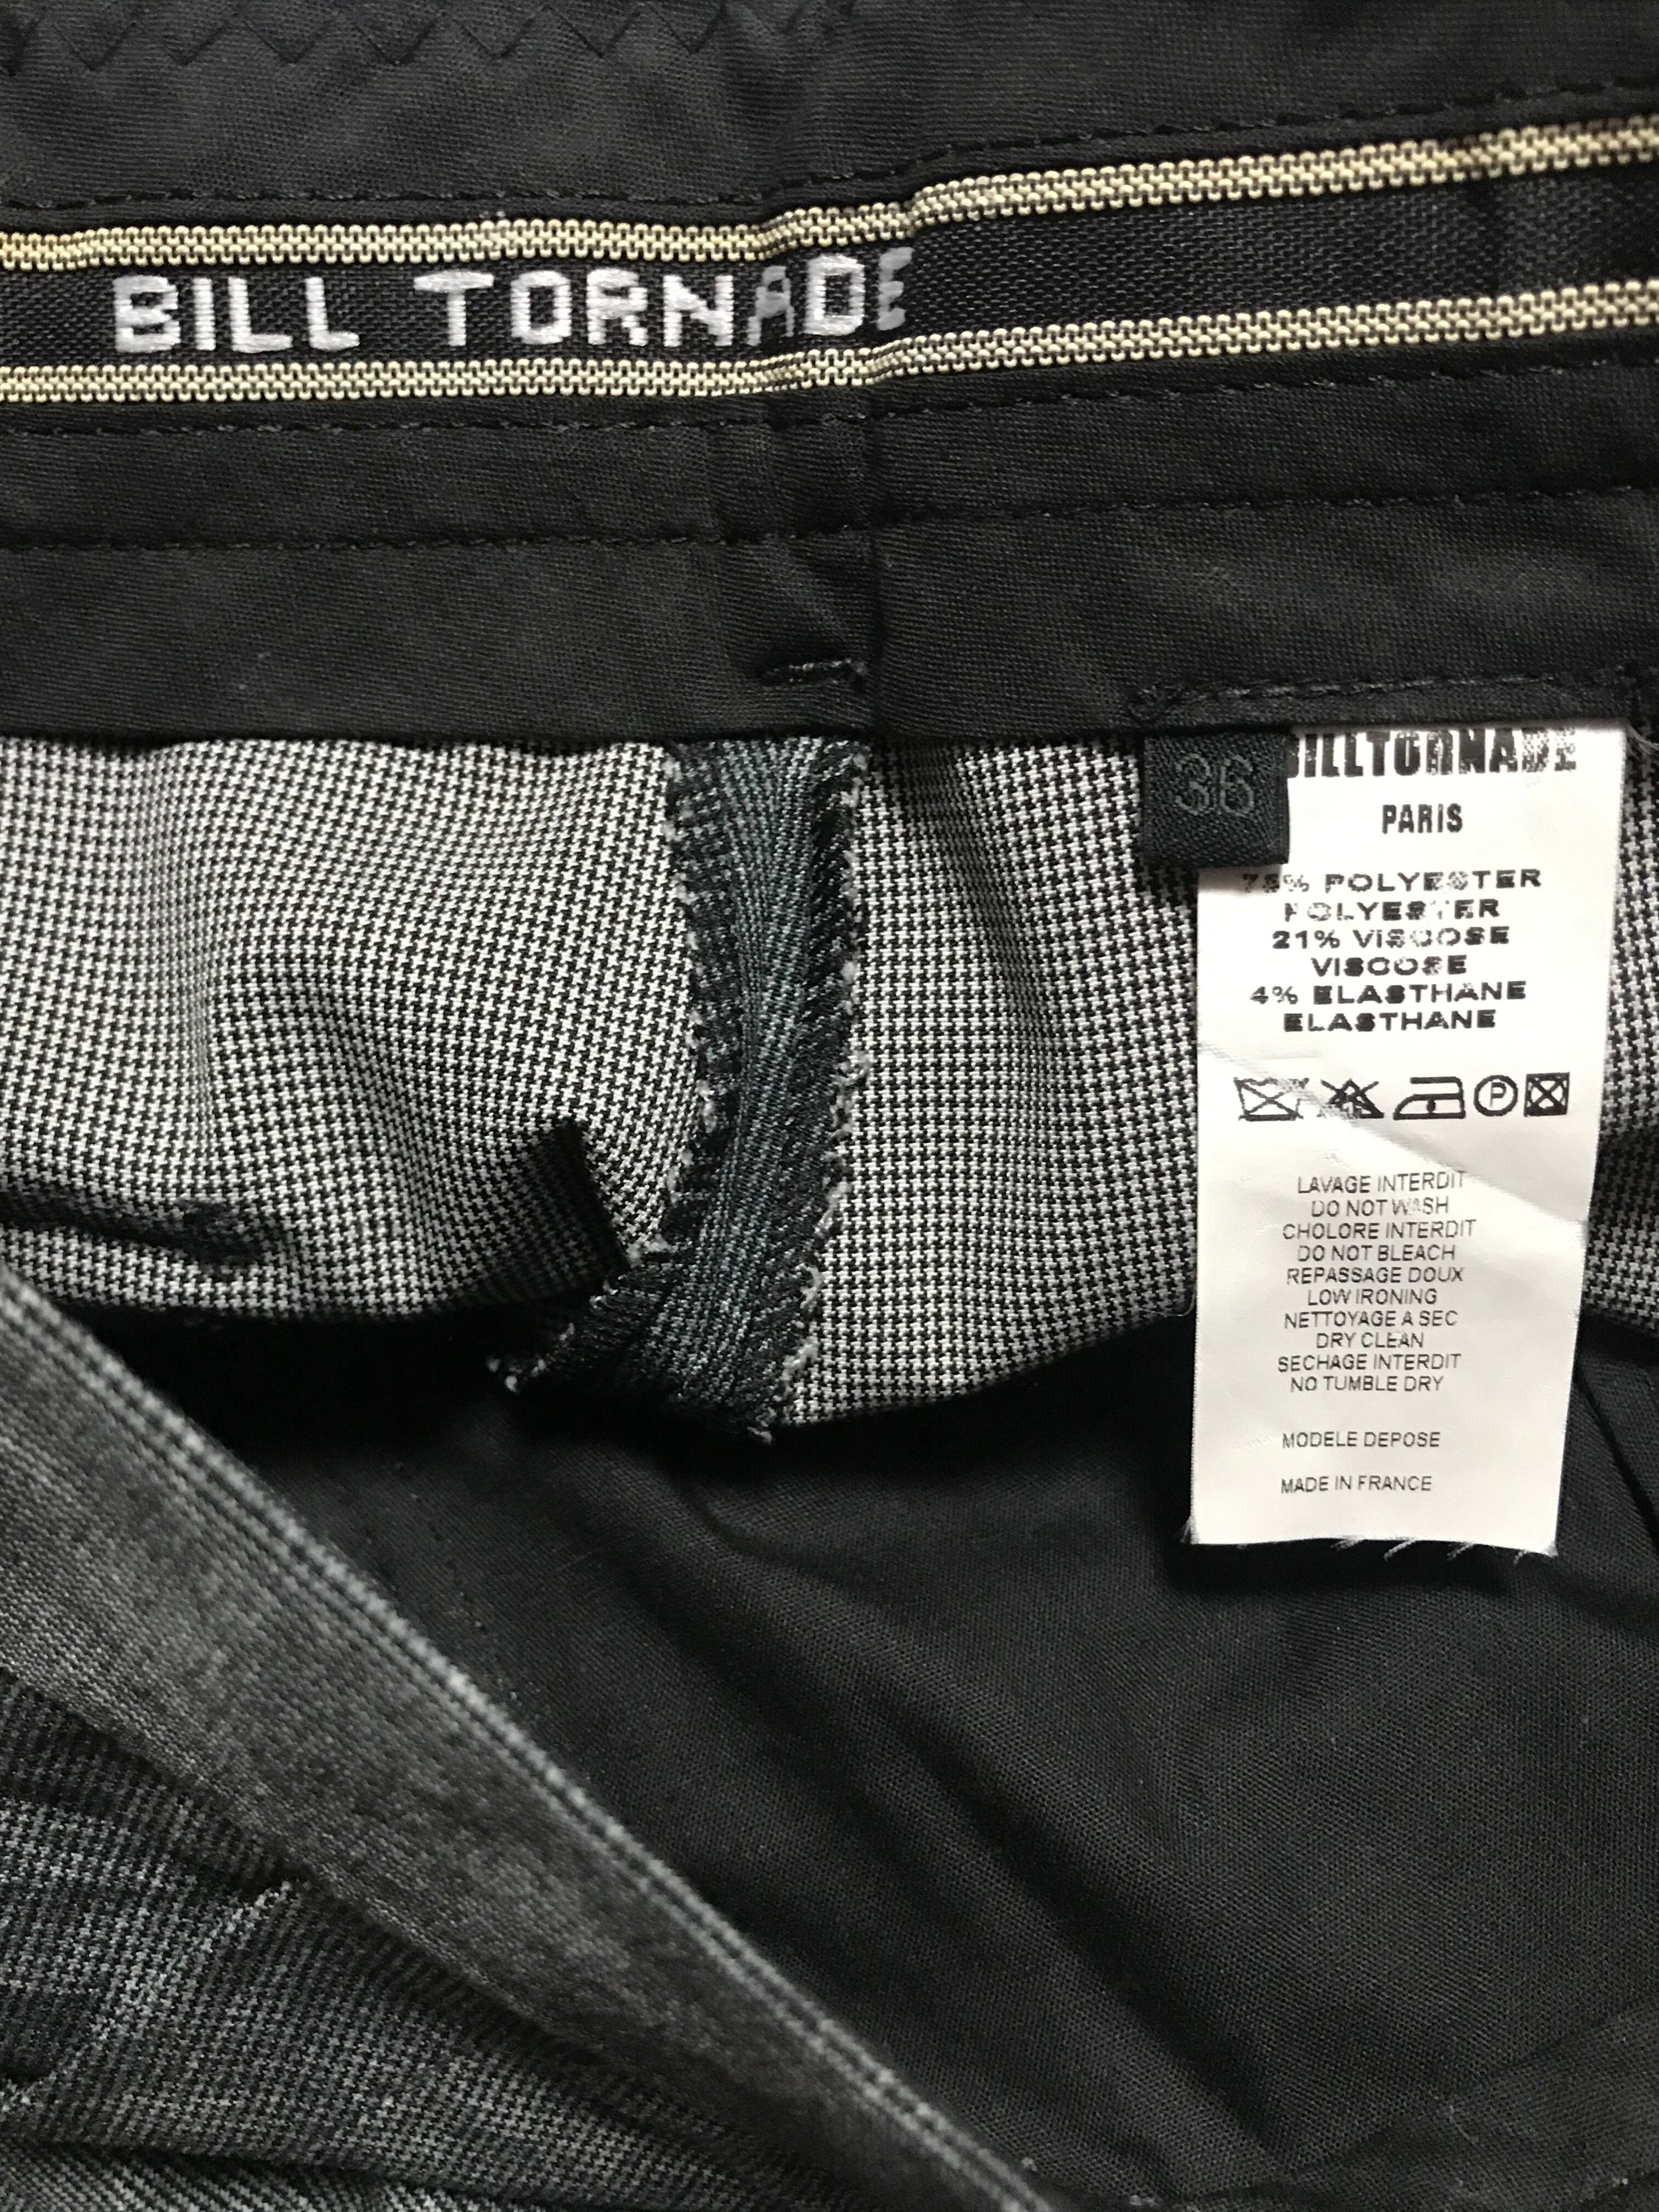 BILL TORNADE
36
BILLTORNADE
PARIS
75% POLYESTER
POLYESTER
21% VISCOSE
VISCOSE
4% ELASTHANE
ELASTHANE
P
LAVAGE INTERDIT
DO NOT WASH
CHOLORE INTERDIT
DO NOT BLEACH
REPASSAGE DOUX
LOW IRONING
NETTOYAGE A SEC
DRY CLEAN
SECHAGE INTERDIT
NO TUMBLE DRY
MODELE DEPOSE
MADE IN FRANCE